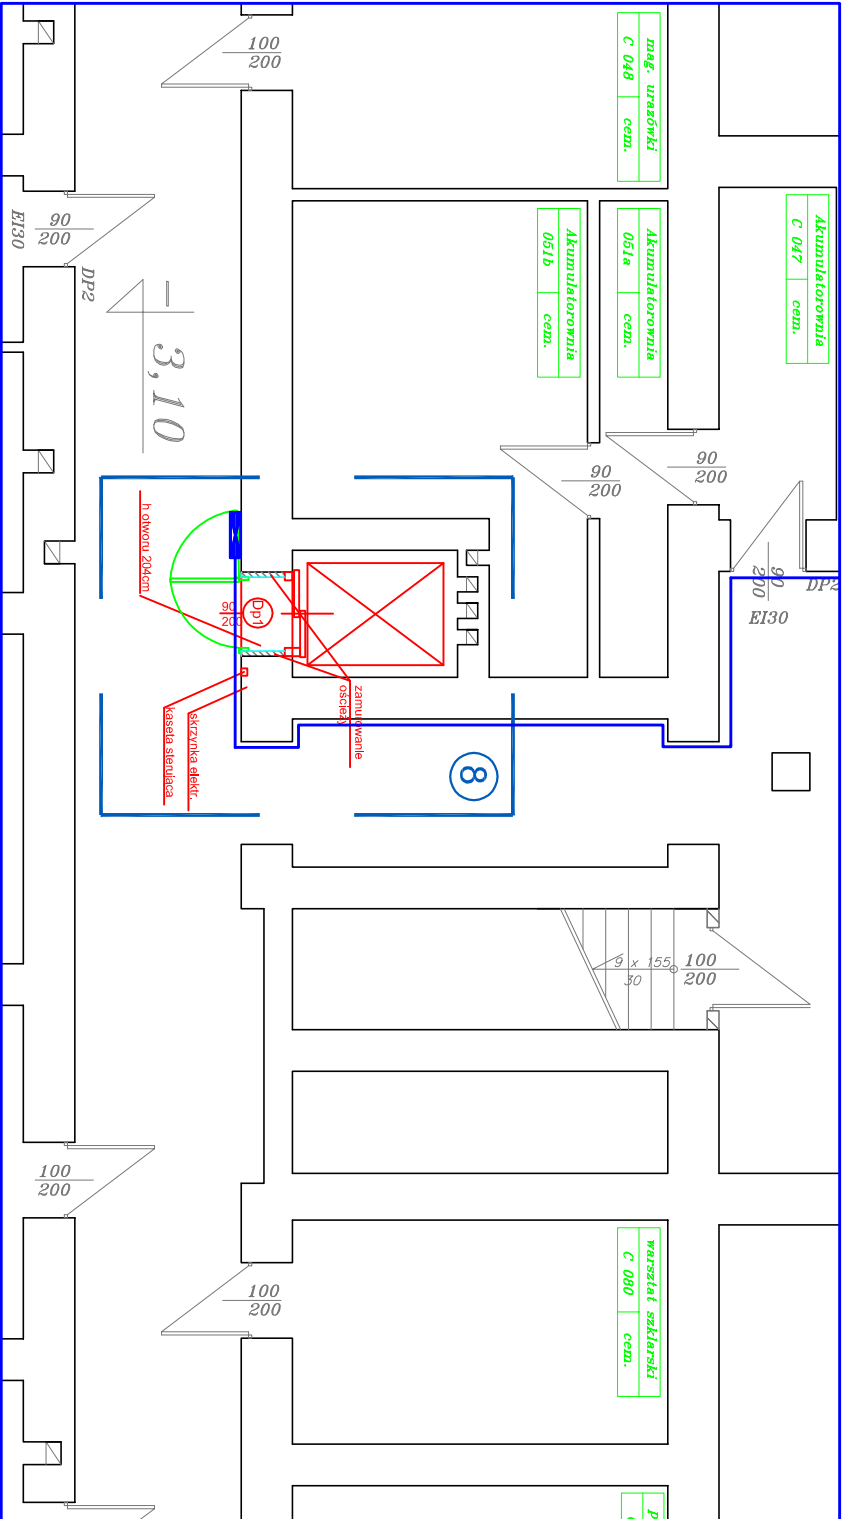 100
200
mag. urazówki
C 048 cem.
Akumulatorownia
C 047 cem.
Akumulatorownia
051b cem.
Akumulatorownia
051a cem.
EI30
90
200
DP2
3,10
90
200
90
200
90
200
DP2
EI30
h otworu 204cm
90
200
Dp1
zamurowanie
ościeży
skrzynka elektr.
kaseta sterująca
8
9 x 155
30
100
200
100
200
100
200
warsztat szklarski
C 080 cem.